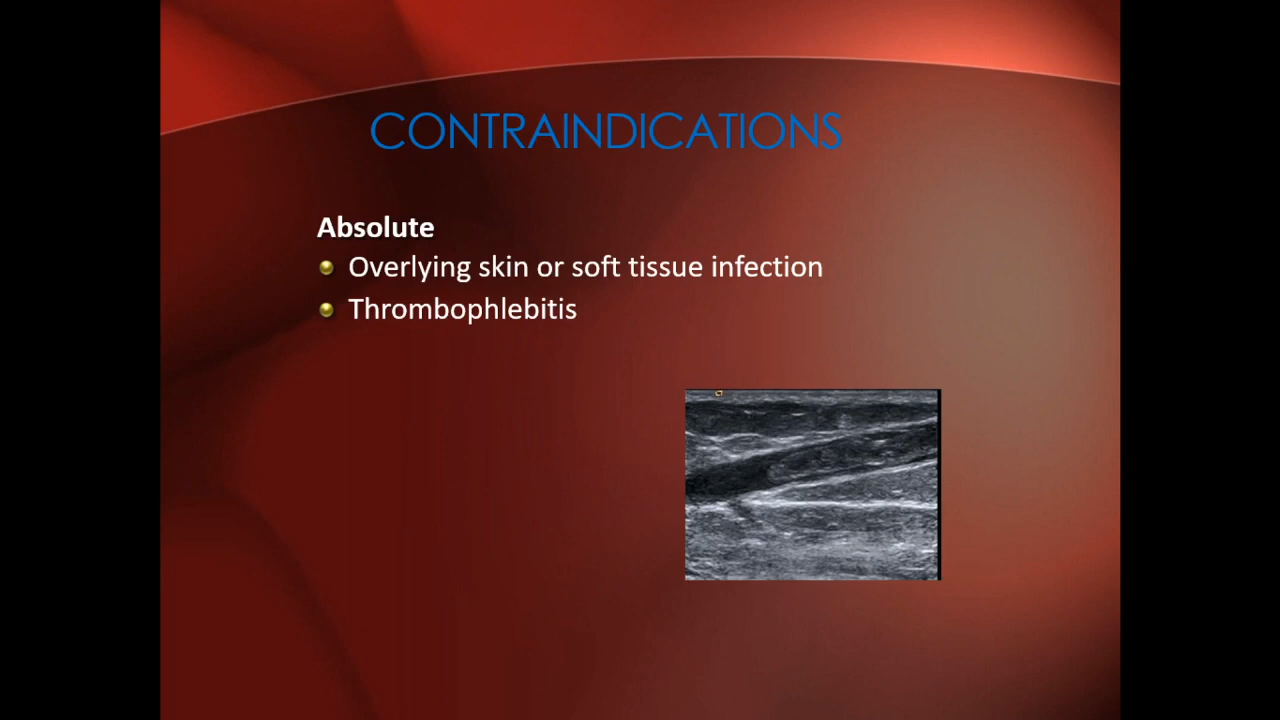 CONTRAINDICATIONS
Absolute
Overlying skin or soft tissue infection
Thrombophlebitis